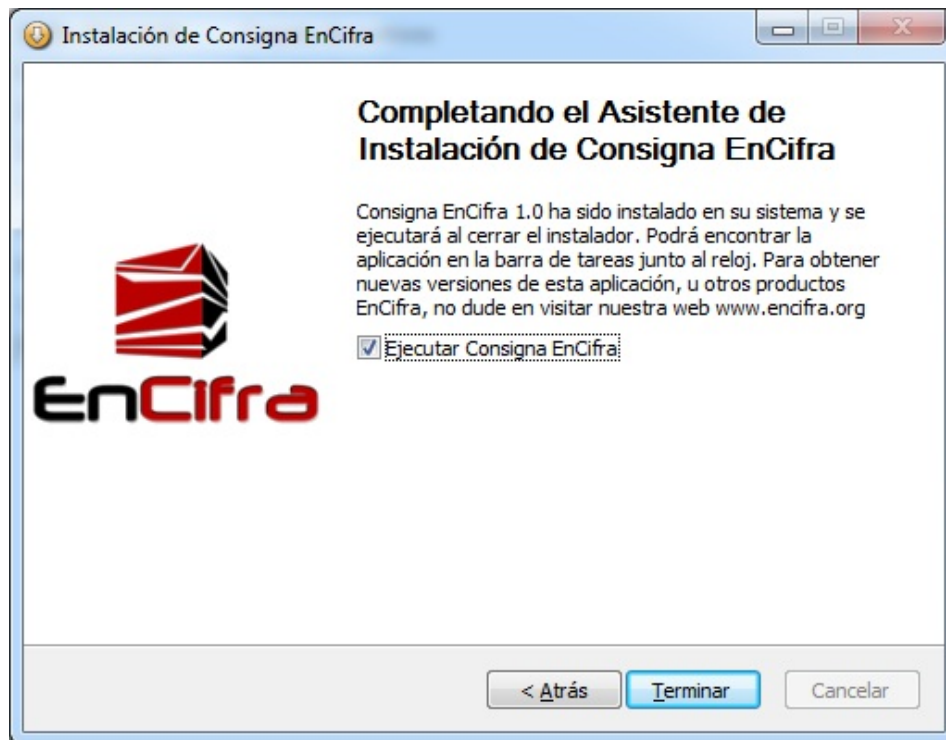 Instalación de Consigna EnCifra
Completando el Asistente de
Instalación de Consigna EnCifra
Consigna EnCifra 1.0 ha sido instalado en su sistema y se
ejecutará al cerrar el instalador. Podrá encontrar la
aplicación en la barra de tareas junto al reloj. Para obtener
nuevas versiones de esta aplicación, u otros productos
EnCifra, no dude en visitar nuestra web www.encifra.org
Ejecutar Consigna EnCifra
EnCifra
< Atrás
Terminar
Cancelar